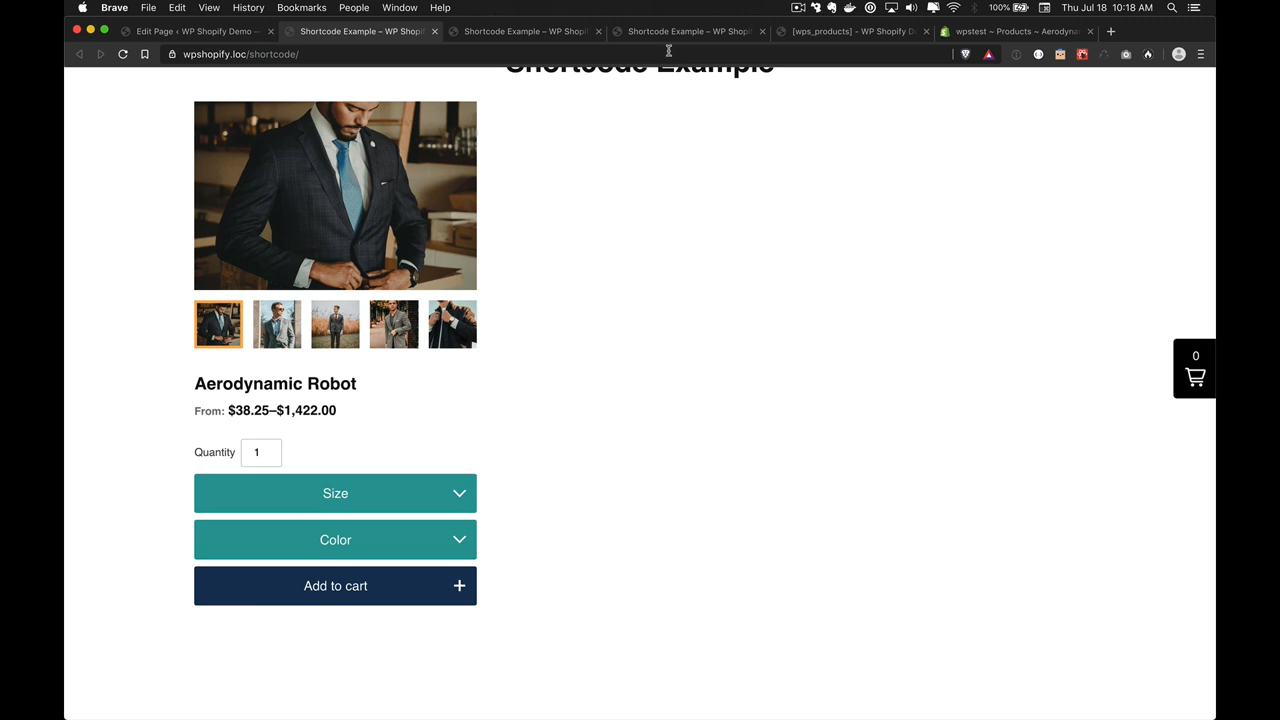 Brave File Edit View History Bookmarks People Window Help 100% Thu Jul 18 10:18 AM
Edit Page ‹ WP Shopify Demo — Shortcode Example – WP Shopif Shortcode Example – WP Shopif Shortcode Example – WP Shopif [wps_products] - WP Shopify D wpstest ~ Products ~ Aerodyna
wpshopify.loc/shortcode/
Shortcode Example
0
Aerodynamic Robot
From: $38.25–$1,422.00
Quantity 1
Size
Color
Add to cart +